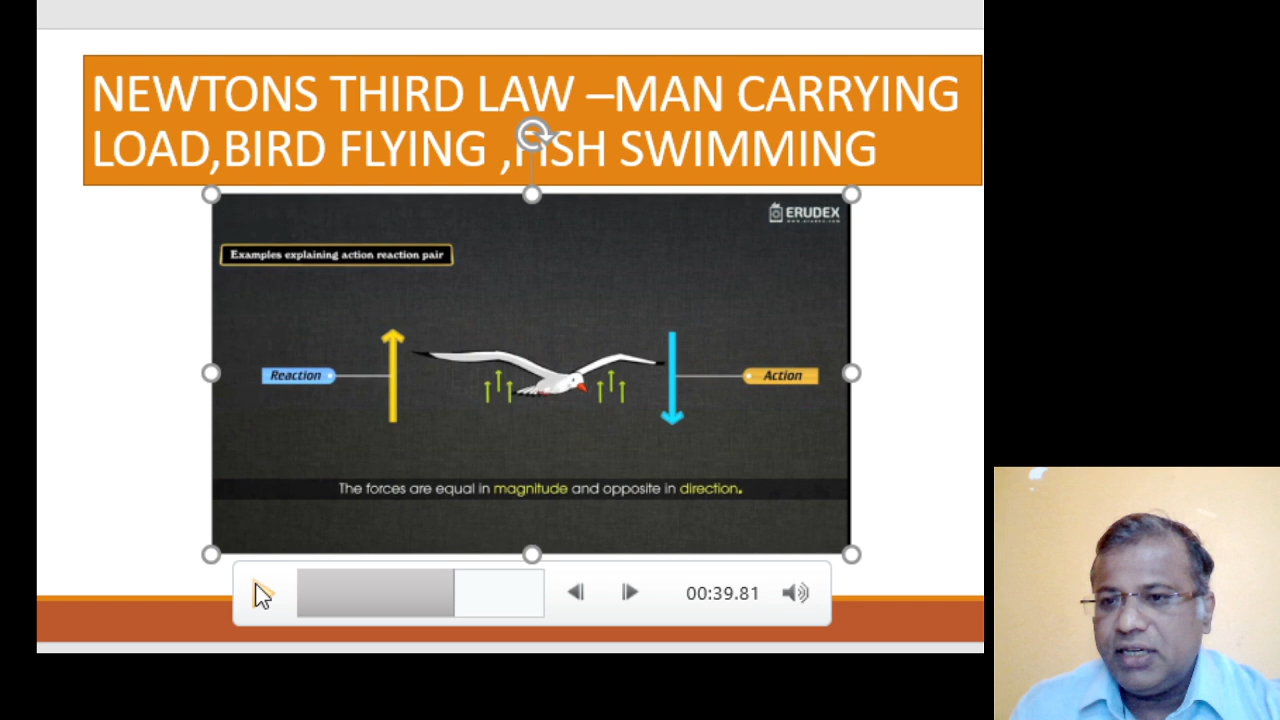 NEWTONS THIRD LAW –MAN CARRYING
LOAD,BIRD FLYING ,FISH SWIMMING
ERUDEX
Examples explaining action reaction pair
Reaction
Action
The forces are equal in magnitude and opposite in direction.
00:39.81